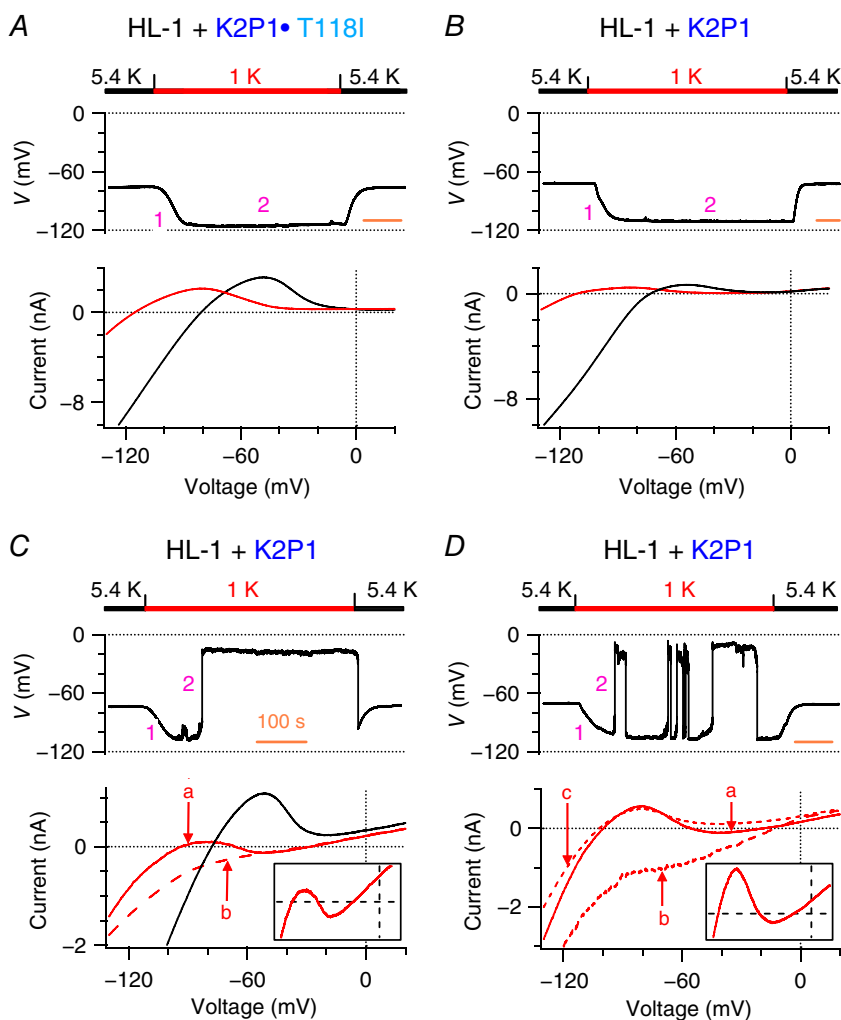 A
HL-1 + K2P1• T118I
5.4 K 1 K 5.4 K
0
−60
−120
V (mV)
1
2
0
−8
Current (nA)
−120 −60 0
Voltage (mV)
B
HL-1 + K2P1
5.4 K 1 K 5.4 K
0
−60
−120
V (mV)
1
2
0
−8
Current (nA)
−120 −60 0
Voltage (mV)
C
HL-1 + K2P1
5.4 K 1 K 5.4 K
0
−60
−120
V (mV)
1
2
100 s
0
−2
Current (nA)
a
b
−120 −60 0
Voltage (mV)
D
HL-1 + K2P1
5.4 K 1 K 5.4 K
0
−60
−120
V (mV)
1
2
0
−2
Current (nA)
c
a
b
−120 −60 0
Voltage (mV)